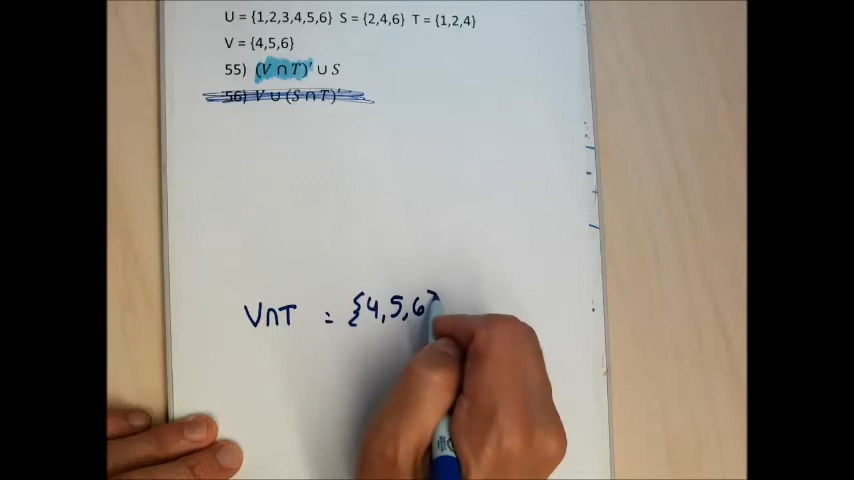 U = {1,2,3,4,5,6} S = {2,4,6} T = {1,2,4}
V = {4,5,6}
55) (V ∩ T)′ ∪ S
56) V ∪ (S ∩ T)′
V∩T = {4,5,6}